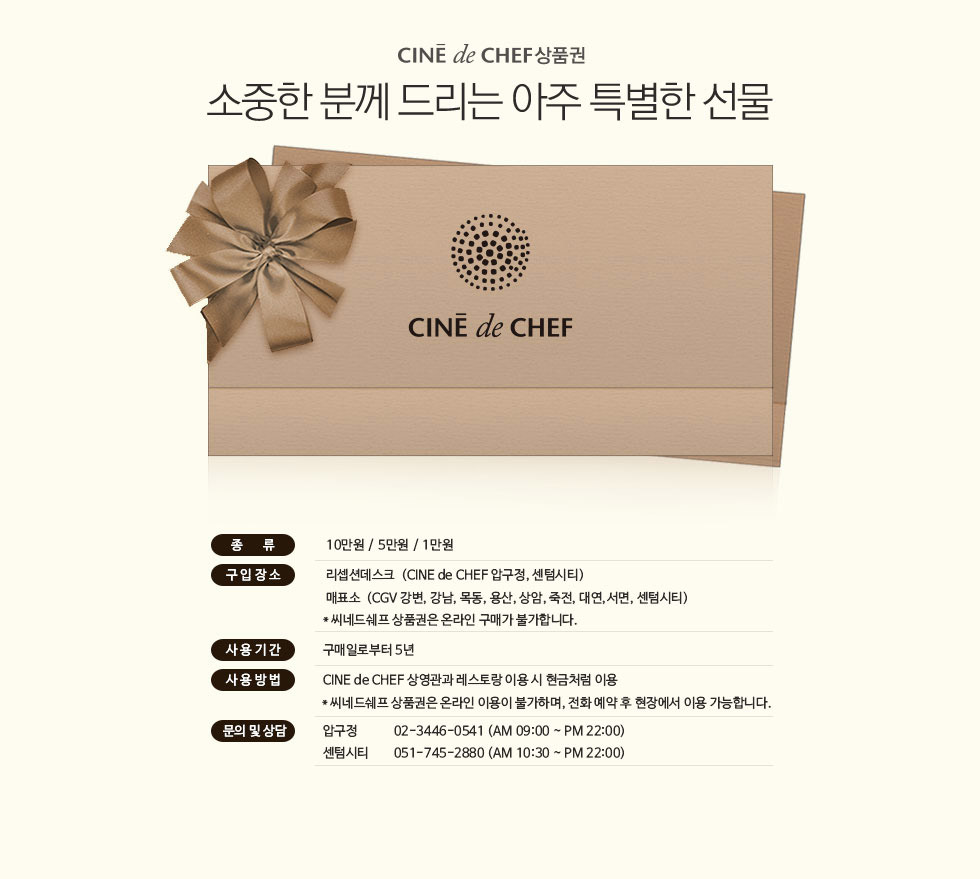 CINĒ de CHEF상품권
소중한 분께 드리는 아주 특별한 선물
CINĒ de CHEF
종 류 10만원 / 5만원 / 1만원
구입 장소 리셉션데스크 (CINE de CHEF 압구정, 센텀시티)
매표소 (CGV 강변, 강남, 목동, 용산, 상암, 죽전, 대연,서면, 센텀시티)
* 씨네드쉐프 상품권은 온라인 구매가 불가합니다.
사용 기간 구매일로부터 5년
사용 방법 CINE de CHEF 상영관과 레스토랑 이용 시 현금처럼 이용
* 씨네드쉐프 상품권은 온라인 이용이 불가하며, 전화 예약 후 현장에서 이용 가능합니다.
문의 및 상담 압구정 02-3446-0541 (AM 09:00 ~ PM 22:00)
센텀시티 051-745-2880 (AM 10:30 ~ PM 22:00)